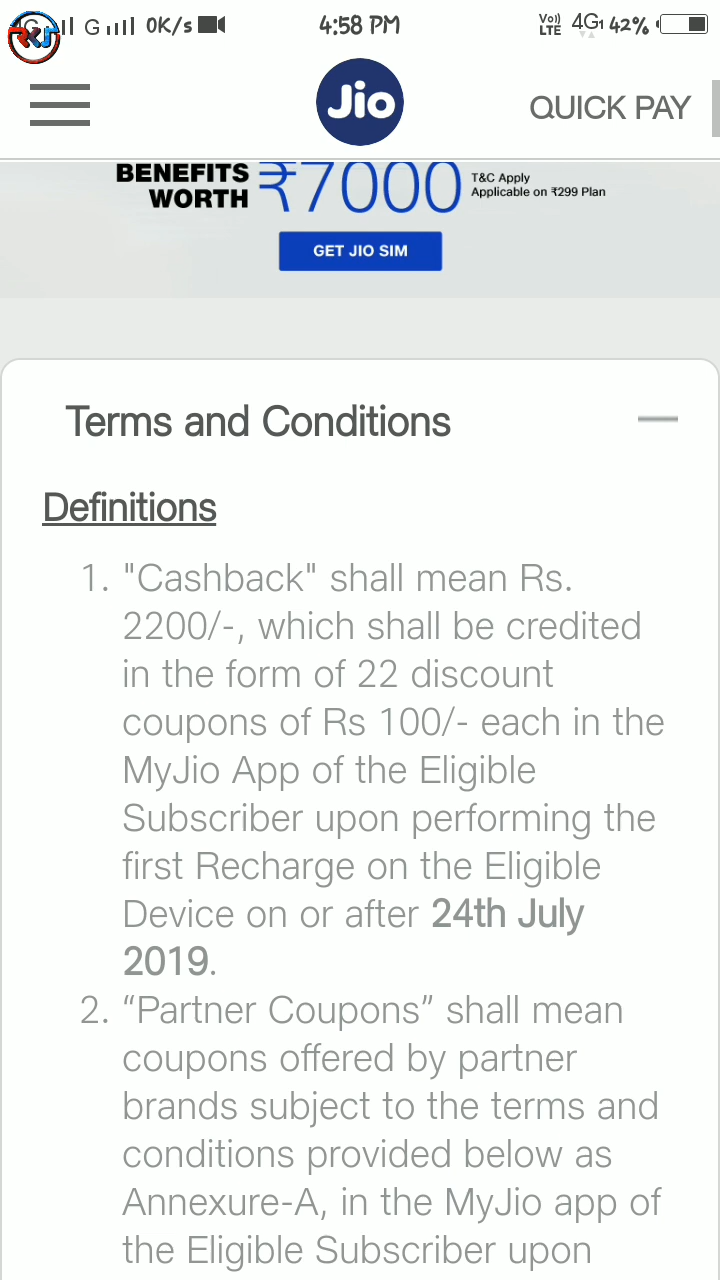 G 0K/s 4:58 PM Vo)) LTE 4G1 42%
RKJ
Jio QUICK PAY
BENEFITS WORTH ₹7000 T&C Apply
Applicable on ₹299 Plan
GET JIO SIM
Terms and Conditions
Definitions
1. "Cashback" shall mean Rs.
2200/-, which shall be credited
in the form of 22 discount
coupons of Rs 100/- each in the
MyJio App of the Eligible
Subscriber upon performing the
first Recharge on the Eligible
Device on or after 24th July
2019.
2. “Partner Coupons” shall mean
coupons offered by partner
brands subject to the terms and
conditions provided below as
Annexure-A, in the MyJio app of
the Eligible Subscriber upon